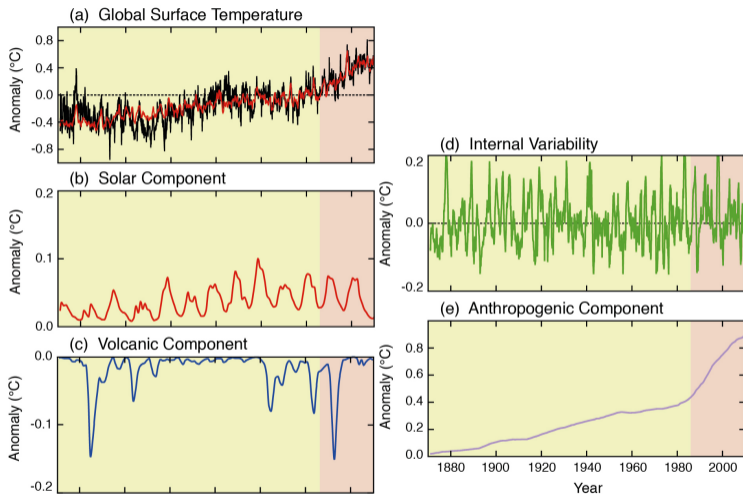 (a) Global Surface Temperature
0.8
0.4
0.0
-0.4
-0.8
Anomaly (°C)
(b) Solar Component
0.2
0.1
0.0
Anomaly (°C)
(c) Volcanic Component
0.0
-0.1
-0.2
Anomaly (°C)
(d) Internal Variability
0.2
0.0
-0.2
Anomaly (°C)
(e) Anthropogenic Component
0.8
0.6
0.4
0.2
0.0
Anomaly (°C)
1880 1900 1920 1940 1960 1980 2000
Year